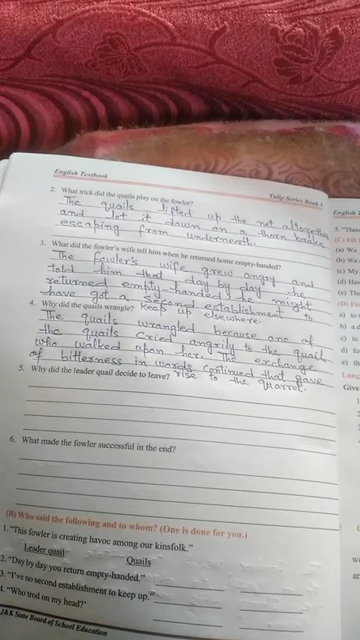 English Textbook
Tulip Series Book
2. What trick did the quails play on the fowler?
The quails lifted up the net altogether
and let it down on a thorn
escaping from underneath.
3. What did the fowler's wife tell him when he returned home empty-handed?
The fowler's wife grew angry and
told him that day by day he
returned empty-handed, he might
have got a second establishment to
keep up elsewhere
4. Why did the quails wrangle?
The quails wrangled because one of
the quails cried angrily to the quail
who walked upon her. The exchange
of bitterness in words continued that gave
rise to the quarrel.
5. Why did the leader quail decide to leave?
6. What made the fowler successful in the end?
(B) Who said the following and to whom? (One is done for you.)
1. "This fowler is creating havoc among our kinsfolk."
Leader quail Quails
2. "Day by day you return empty-handed."
3. "I've no second establishment to keep up."
4. "Who trod on my head?'
J&K State Board of School Education